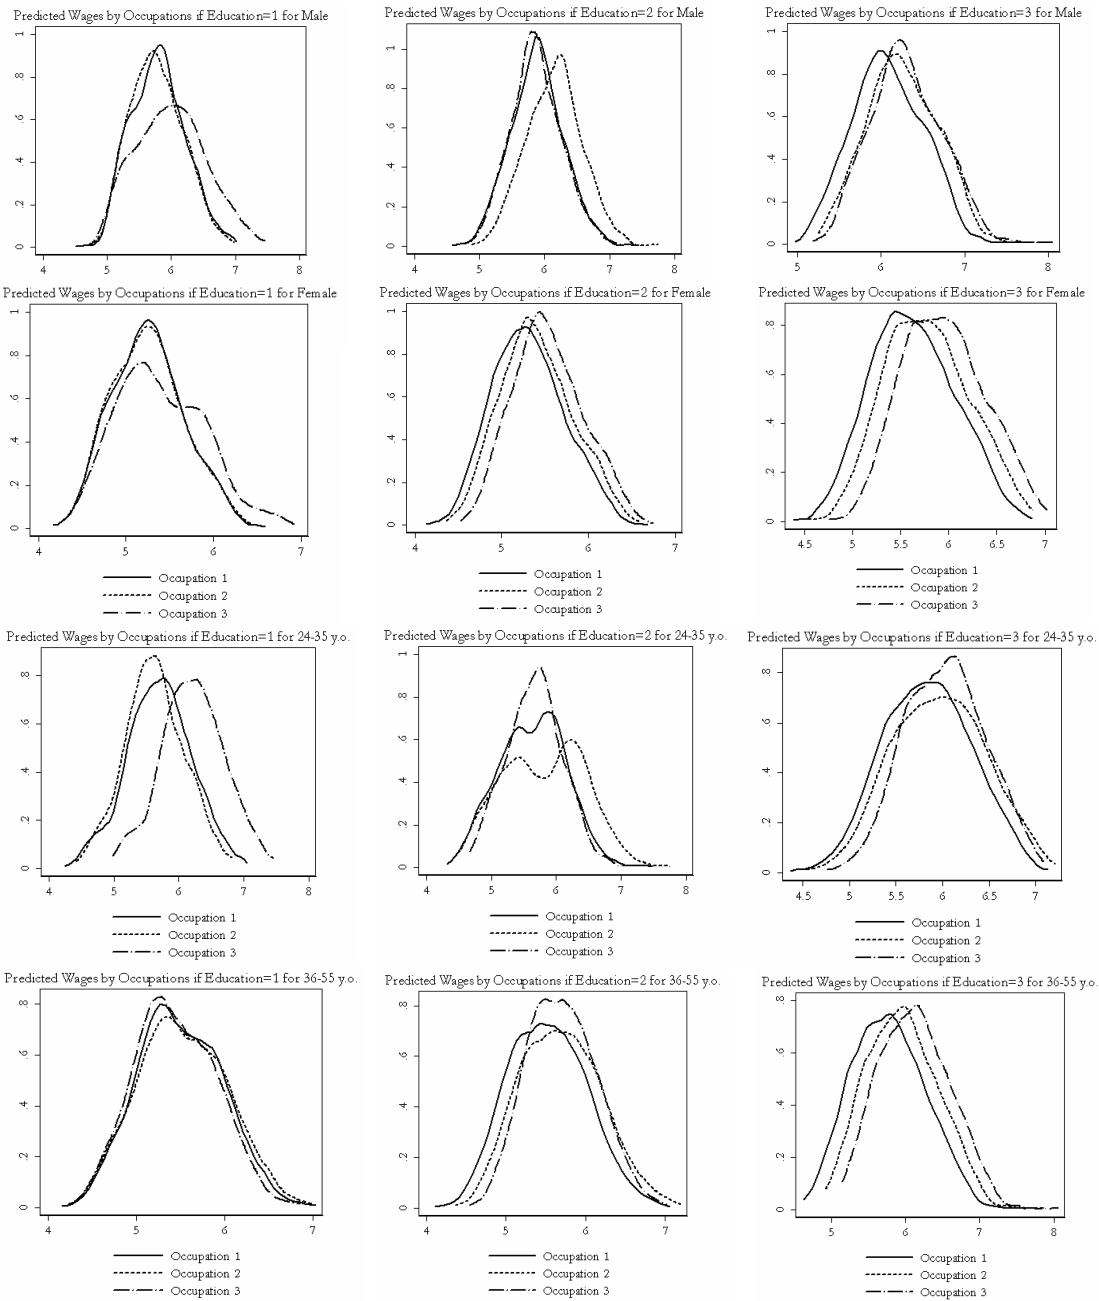 Predicted Wages by Occupations if Education=1 for Male
1
.8
.6
.4
.2
0
4 5 6 7 8
Predicted Wages by Occupations if Education=2 for Male
1
.8
.6
.4
.2
0
4 5 6 7 8
Predicted Wages by Occupations if Education=3 for Male
1
.8
.6
.4
.2
0
5 6 7 8
Predicted Wages by Occupations if Education=1 for Female
1
.8
.6
.4
.2
0
4 5 6 7
Occupation 1
Occupation 2
Occupation 3
Predicted Wages by Occupations if Education=2 for Female
1
.8
.6
.4
.2
0
4 5 6 7
Occupation 1
Occupation 2
Occupation 3
Predicted Wages by Occupations if Education=3 for Female
.8
.6
.4
.2
0
4.5 5 5.5 6 6.5 7
Occupation 1
Occupation 2
Occupation 3
Predicted Wages by Occupations if Education=1 for 24-35 y.o.
.8
.6
.4
.2
0
4 5 6 7 8
Occupation 1
Occupation 2
Occupation 3
Predicted Wages by Occupations if Education=2 for 24-35 y.o.
1
.8
.6
.4
.2
0
4 5 6 7 8
Occupation 1
Occupation 2
Occupation 3
Predicted Wages by Occupations if Education=3 for 24-35 y.o.
.8
.6
.4
.2
0
4.5 5 5.5 6 6.5 7
Occupation 1
Occupation 2
Occupation 3
Predicted Wages by Occupations if Education=1 for 36-55 y.o.
.8
.6
.4
.2
0
4 5 6 7
Occupation 1
Occupation 2
Occupation 3
Predicted Wages by Occupations if Education=2 for 36-55 y.o.
.8
.6
.4
.2
0
4 5 6 7
Occupation 1
Occupation 2
Occupation 3
Predicted Wages by Occupations if Education=3 for 36-55 y.o.
.8
.6
.4
.2
0
5 6 7 8
Occupation 1
Occupation 2
Occupation 3